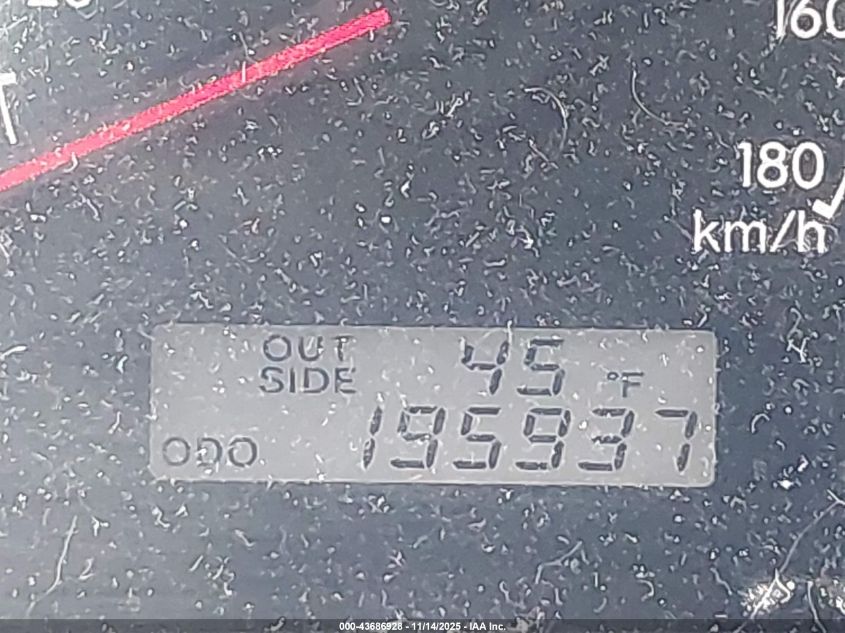 160
180
km/h
OUT SIDE 45 °F
ODO 195937
000-43686928 - 11/14/2025 - IAA Inc.